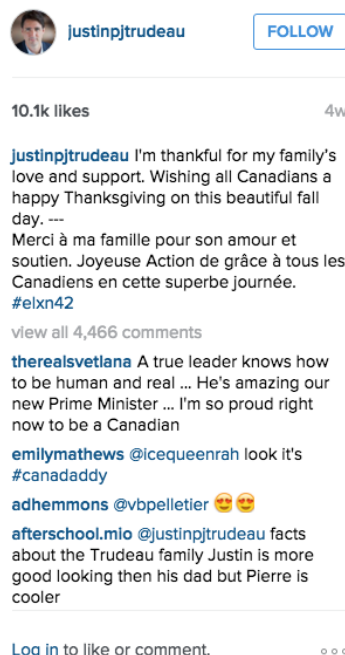 justinpjtrudeau
FOLLOW
10.1k likes
4w
justinpjtrudeau I'm thankful for my family's
love and support. Wishing all Canadians a
happy Thanksgiving on this beautiful fall
day. ---
Merci à ma famille pour son amour et
soutien. Joyeuse Action de grâce à tous les
Canadiens en cette superbe journée.
#elxn42
view all 4,466 comments
therealsvetlana A true leader knows how
to be human and real ... He's amazing our
new Prime Minister ... I'm so proud right
now to be a Canadian
emilymathews @icequeenrah look it's
#canadaddy
adhemmons @vbpelletier 😍😍
afterschool.mio @justinpjtrudeau facts
about the Trudeau family Justin is more
good looking then his dad but Pierre is
cooler
Log in to like or comment.